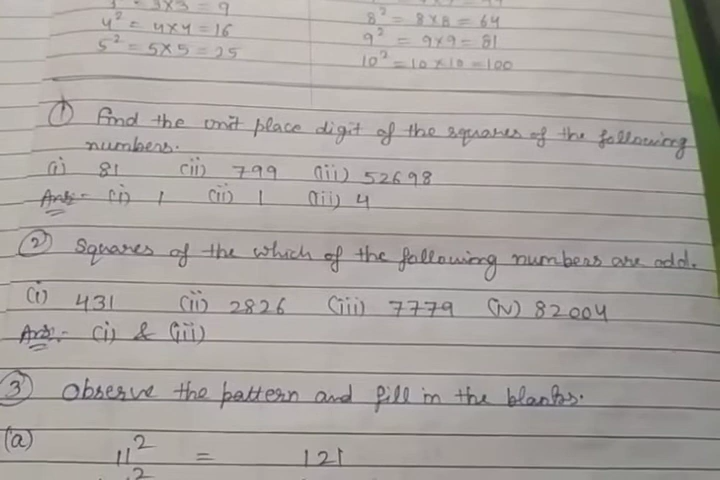 3×3 = 9
4² = 4×4 = 16
5² = 5×5 = 25
8² = 8×8 = 64
9² = 9×9 = 81
10² = 10×10 = 100
① Find the unit place digit of the squares of the following
numbers.
(i) 81 (ii) 799 (iii) 52698
Ans:- (i) 1 (ii) 1 (iii) 4
② Squares of the which of the following numbers are odd.
(i) 431 (ii) 2826 (iii) 7779 (iv) 82004
Ans:- (i) & (iii)
③ Observe the pattern and fill in the blanks.
(a) 11² = 121